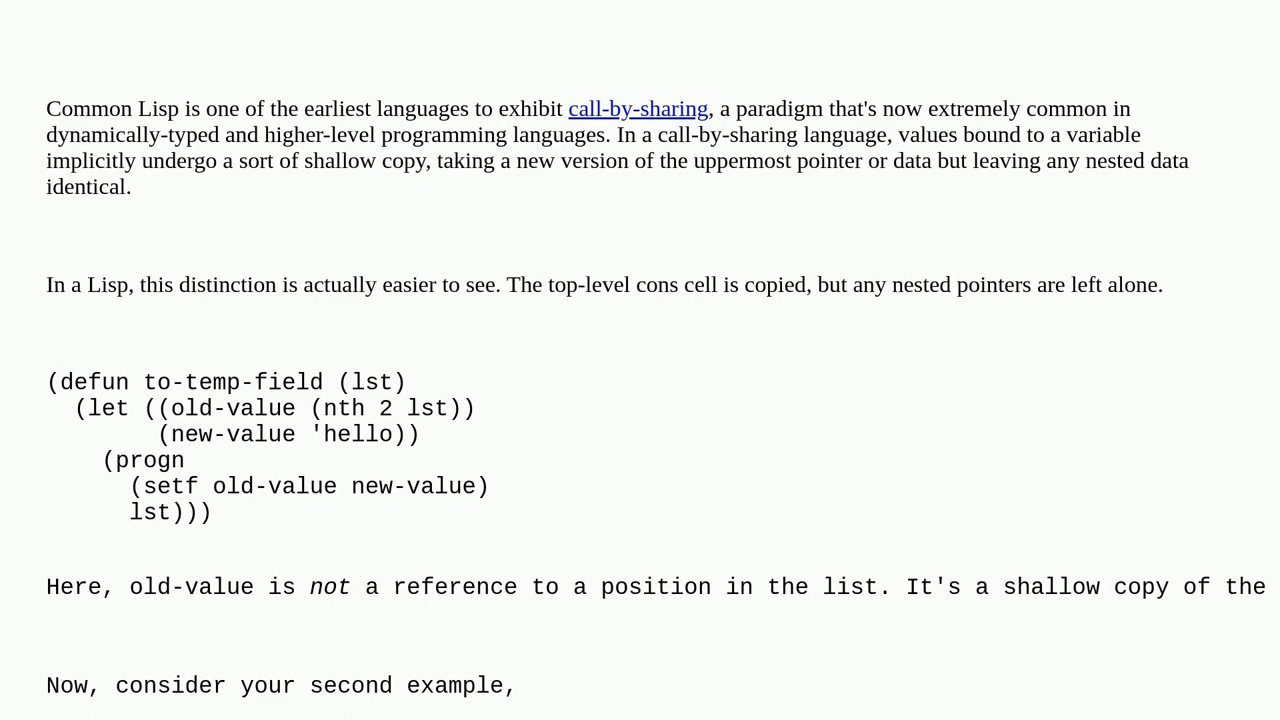 Common Lisp is one of the earliest languages to exhibit call-by-sharing, a paradigm that's now extremely common in
dynamically-typed and higher-level programming languages. In a call-by-sharing language, values bound to a variable
implicitly undergo a sort of shallow copy, taking a new version of the uppermost pointer or data but leaving any nested data
identical.
In a Lisp, this distinction is actually easier to see. The top-level cons cell is copied, but any nested pointers are left alone.
(defun to-temp-field (lst)
  (let ((old-value (nth 2 lst))
        (new-value 'hello))
    (progn
      (setf old-value new-value)
      lst)))
Here, old-value is not a reference to a position in the list. It's a shallow copy of the
Now, consider your second example,